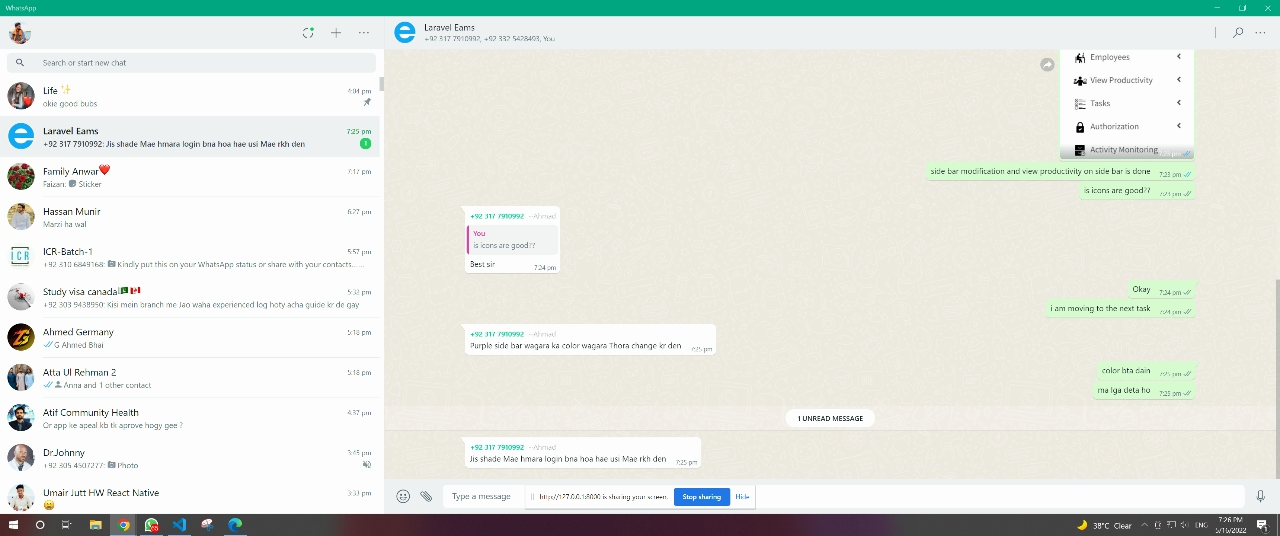 WhatsApp
Search or start new chat
Life
4:04 pm
okie good bubs
Laravel Eams
7:25 pm
+92 317 7910992: Jis shade Mae hmara login bna hoa hae usi Mae rkh den
1
Family Anwar
7:17 pm
Faizan: Sticker
Hassan Munir
6:27 pm
Marzi ha wal
ICR
ICR-Batch-1
5:57 pm
+92 310 6849168: Kindly put this on your WhatsApp status or share with your contacts......
Study visa canada
5:32 pm
+92 303 9438950: Kisi mein branch me Jao waha experienced log hoty acha guide kr de gay
Ahmed Germany
5:18 pm
G Ahmed Bhai
Atta Ul Rehman 2
5:18 pm
Anna and 1 other contact
Atif Community Health
4:37 pm
Or app ke apeal kb tk aprove hogy gee ?
Dr.Johnny
3:45 pm
+92 305 4507277: Photo
Umair Jutt HW React Native
3:33 pm
Laravel Eams
+92 317 7910992, +92 332 5428493, You
Employees
View Productivity
Tasks
Authorization
Activity Monitoring
side bar modification and view productivity on side bar is done
7:23 pm
is icons are good??
7:23 pm
+92 317 7910992 ~Ahmad
You
is icons are good??
Best sir
7:24 pm
Okay
7:24 pm
i am moving to the next task
7:24 pm
+92 317 7910992 ~Ahmad
Purple side bar wagara ka color wagara Thora change kr den
7:25 pm
color bta dain
7:25 pm
ma lga deta ho
7:25 pm
1 UNREAD MESSAGE
+92 317 7910992 ~Ahmad
Jis shade Mae hmara login bna hoa hae usi Mae rkh den
7:25 pm
Type a message
http://127.0.0.1:8000 is sharing your screen.
Stop sharing
Hide
38°C Clear
ENG
7:26 PM
5/16/2022